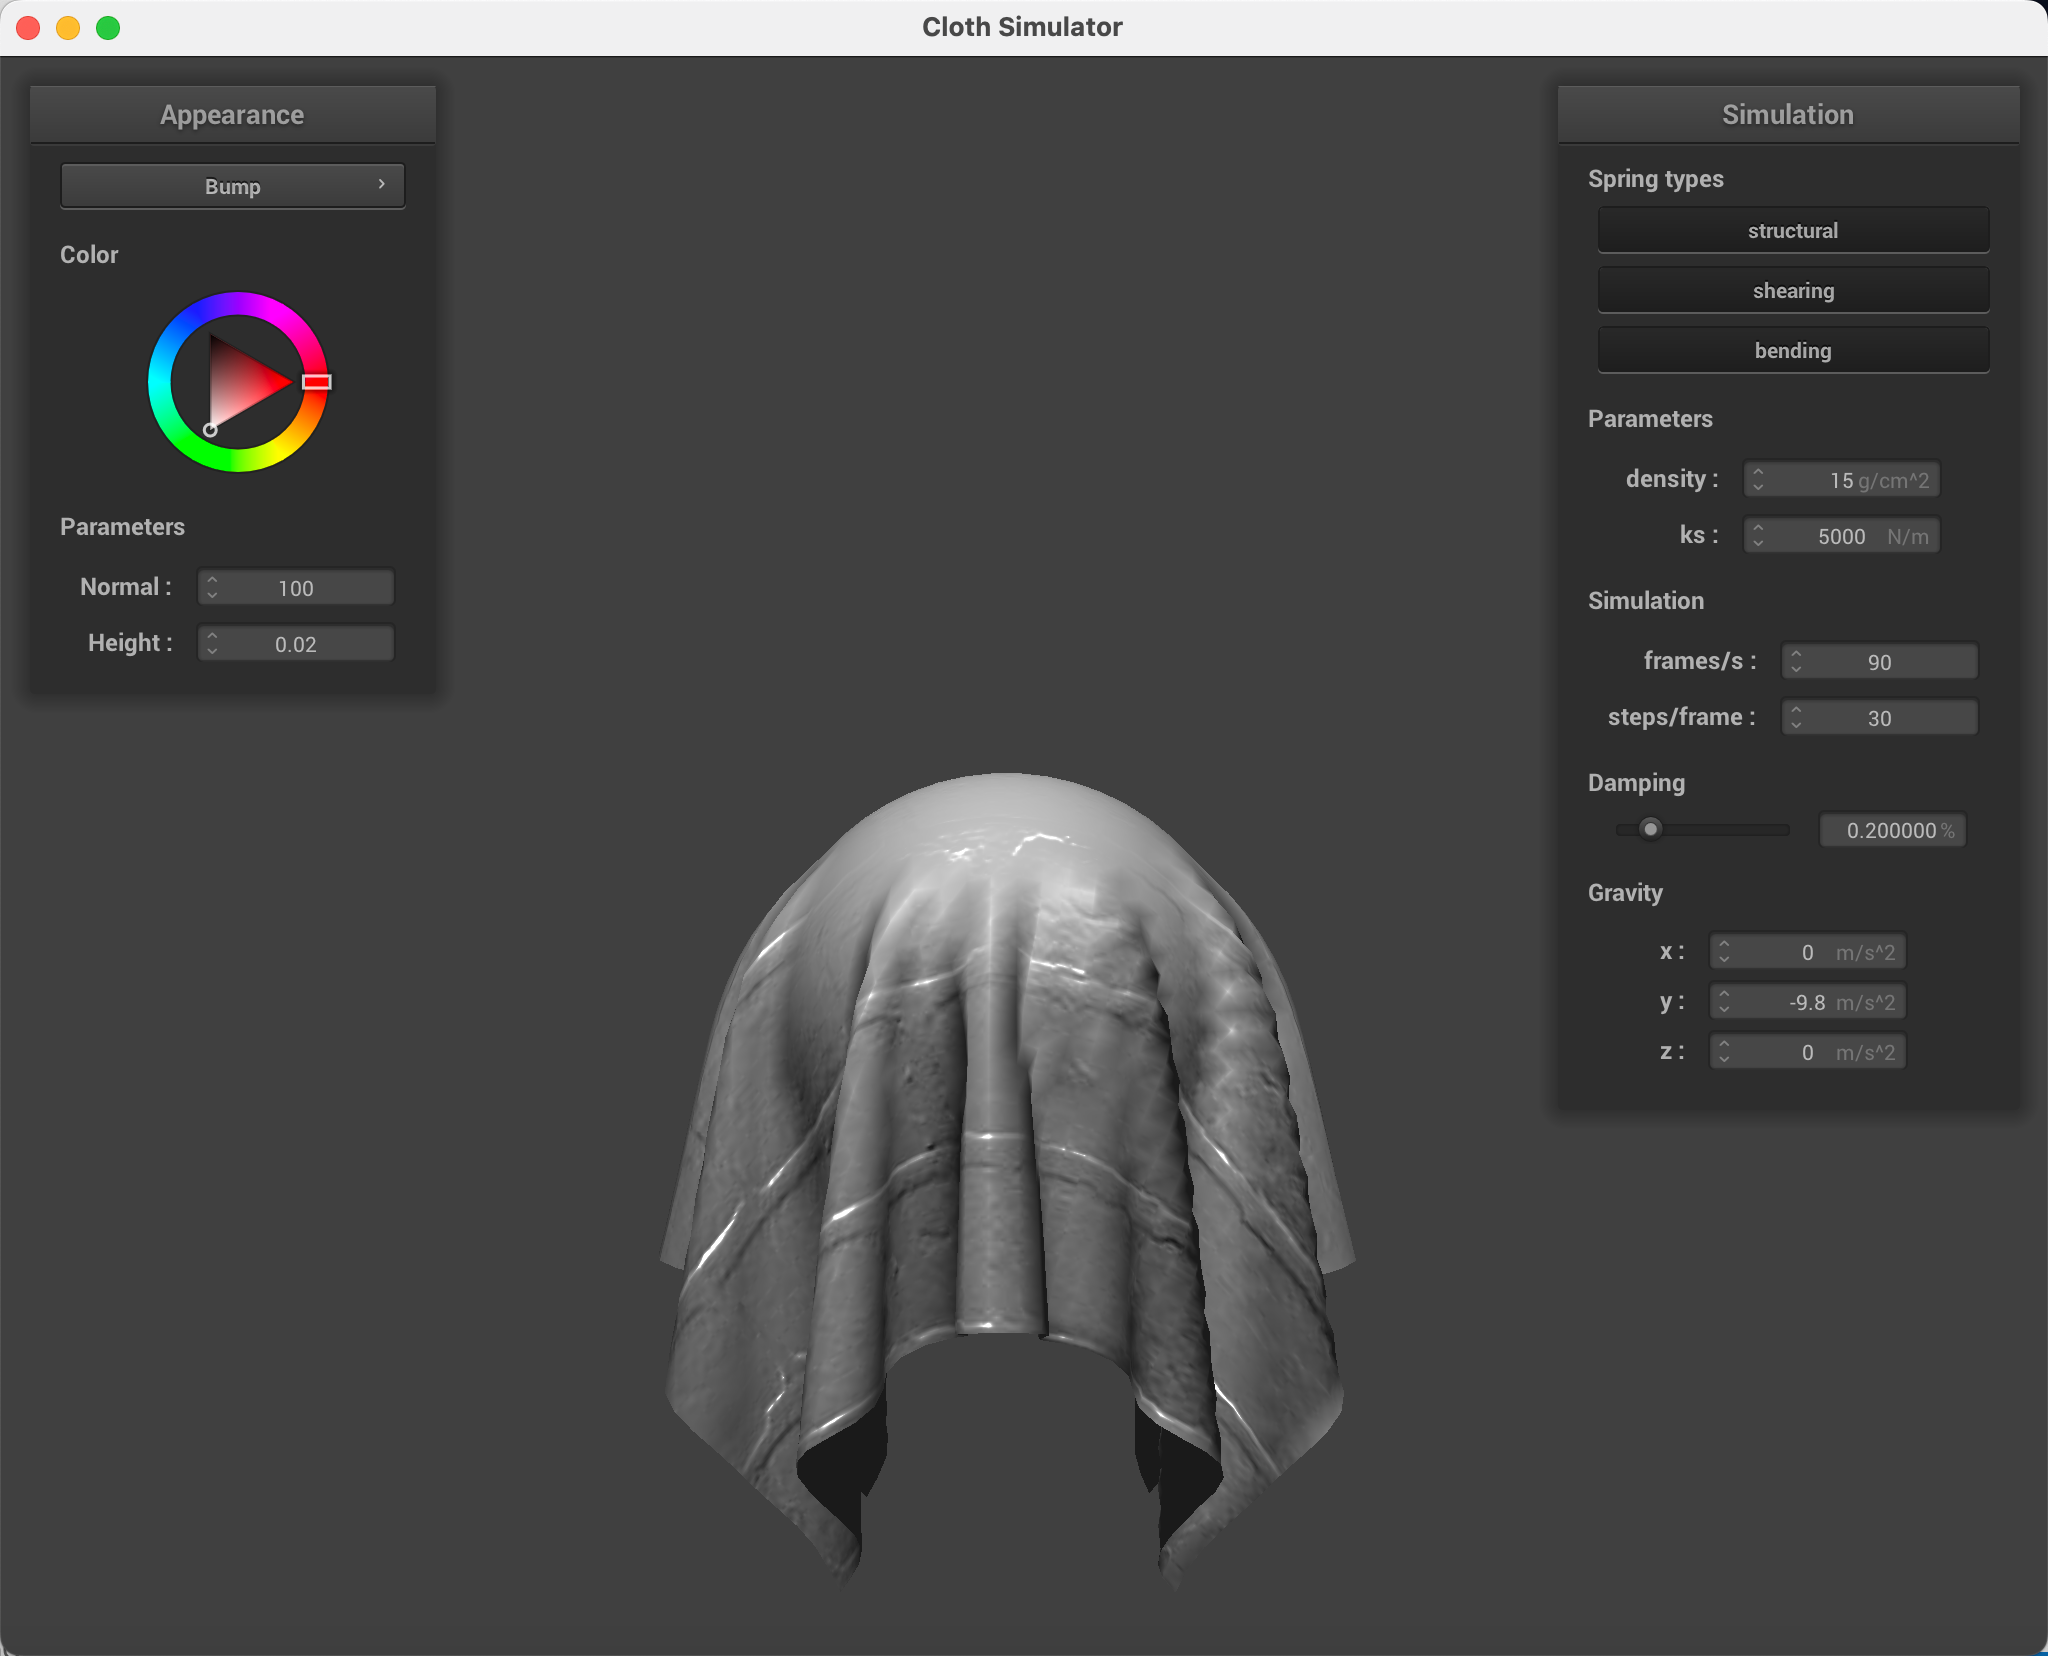 Cloth Simulator
Appearance
Bump
Color
Parameters
Normal : 100
Height : 0.02
Simulation
Spring types
structural
shearing
bending
Parameters
density : 15 g/cm^2
ks : 5000 N/m
Simulation
frames/s : 90
steps/frame : 30
Damping
0.200000 %
Gravity
x : 0 m/s^2
y : -9.8 m/s^2
z : 0 m/s^2